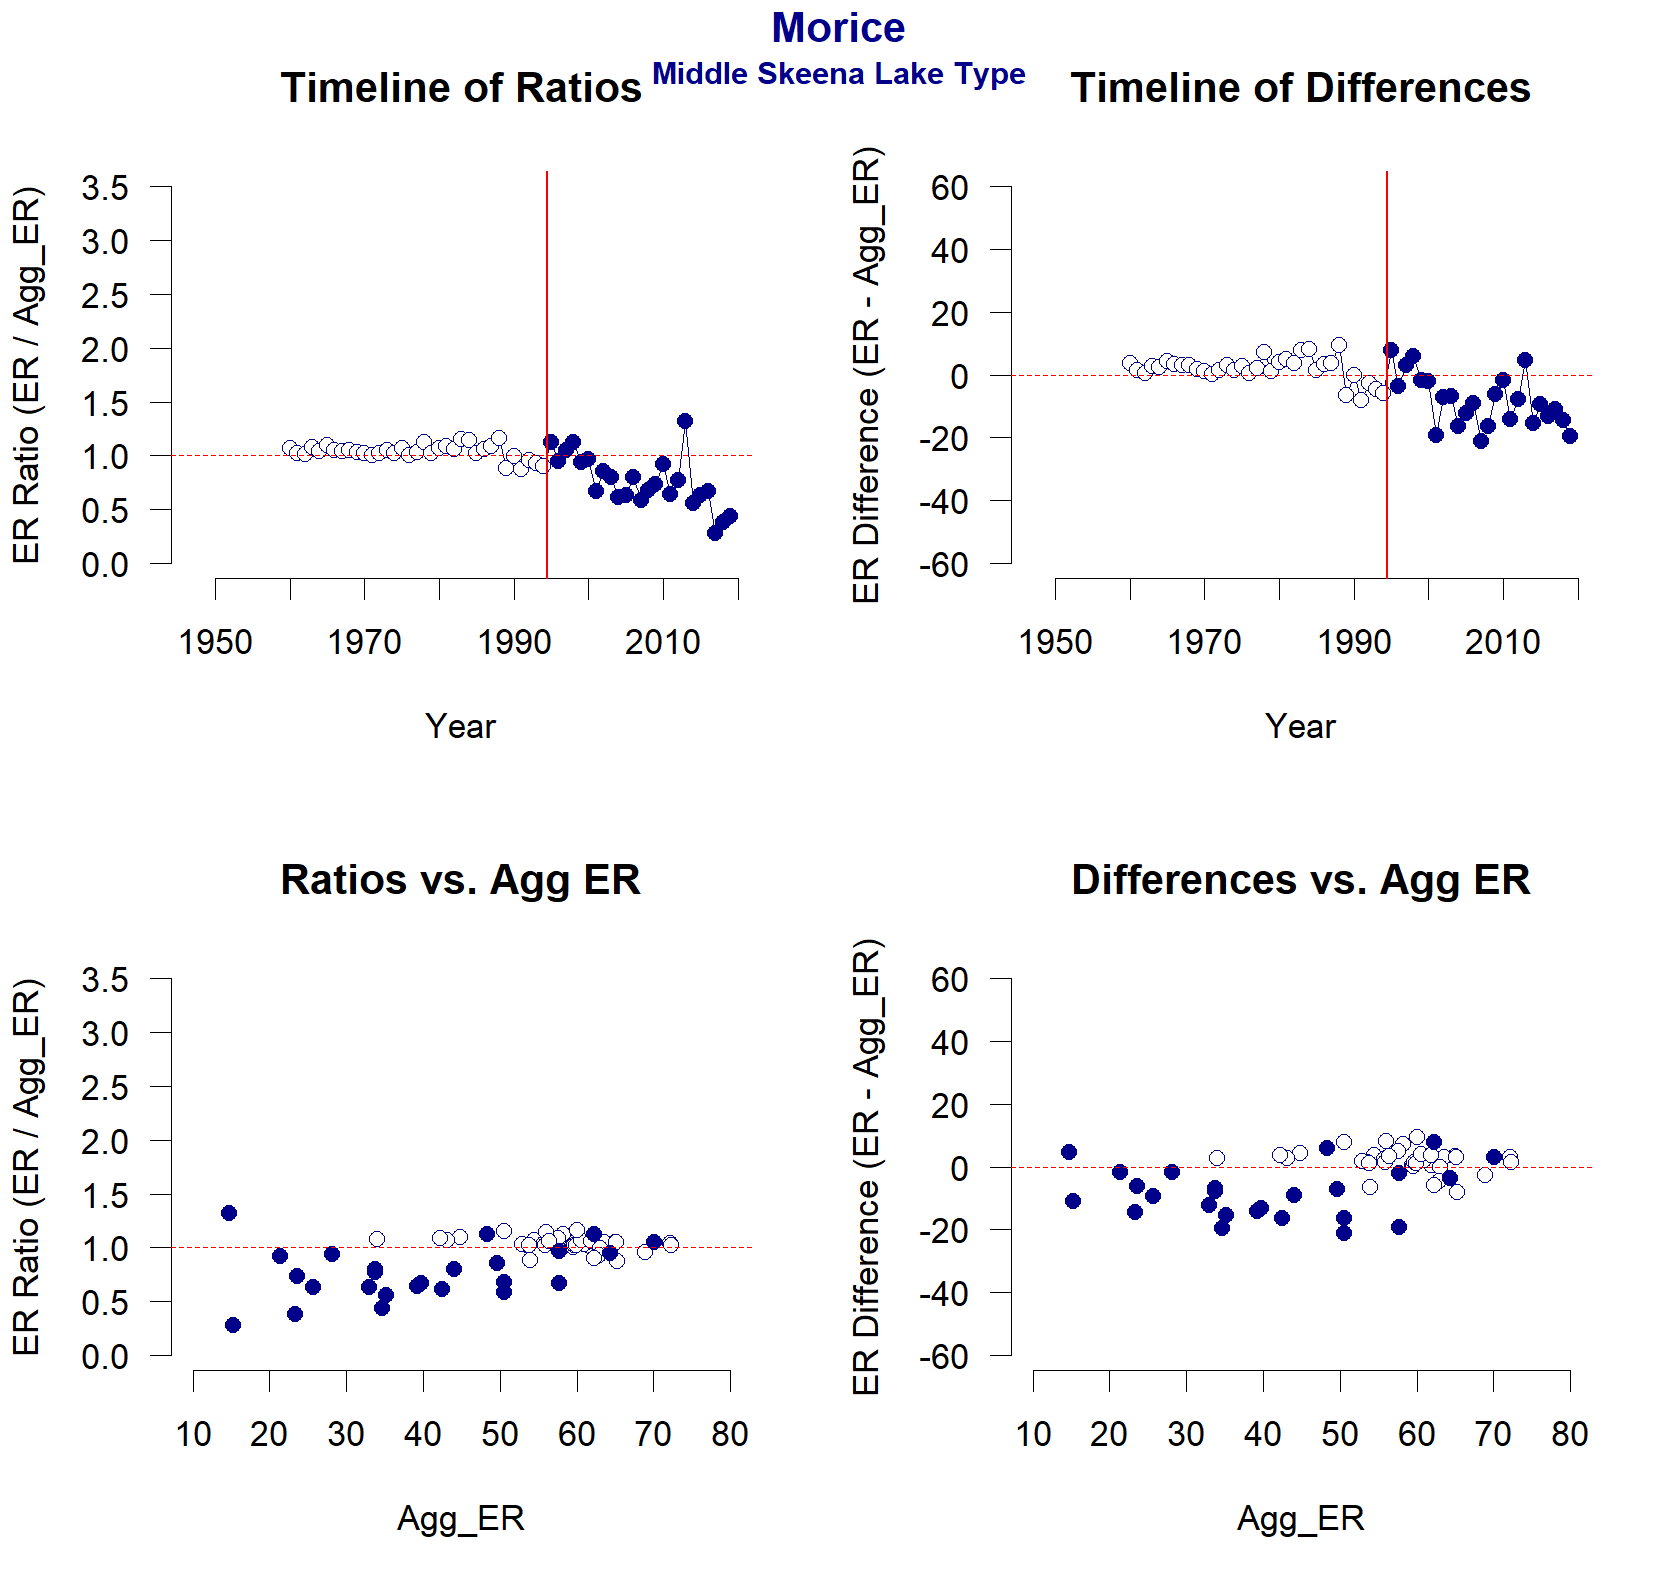 Morice
Middle Skeena Lake Type
Timeline of Ratios
ER Ratio (ER / Agg_ER)
3.5
3.0
2.5
2.0
1.5
1.0
0.5
0.0
1950 1970 1990 2010
Year
Timeline of Differences
ER Difference (ER - Agg_ER)
60
40
20
0
-20
-40
-60
1950 1970 1990 2010
Year
Ratios vs. Agg ER
ER Ratio (ER / Agg_ER)
3.5
3.0
2.5
2.0
1.5
1.0
0.5
0.0
10 20 30 40 50 60 70 80
Agg_ER
Differences vs. Agg ER
ER Difference (ER - Agg_ER)
60
40
20
0
-20
-40
-60
10 20 30 40 50 60 70 80
Agg_ER